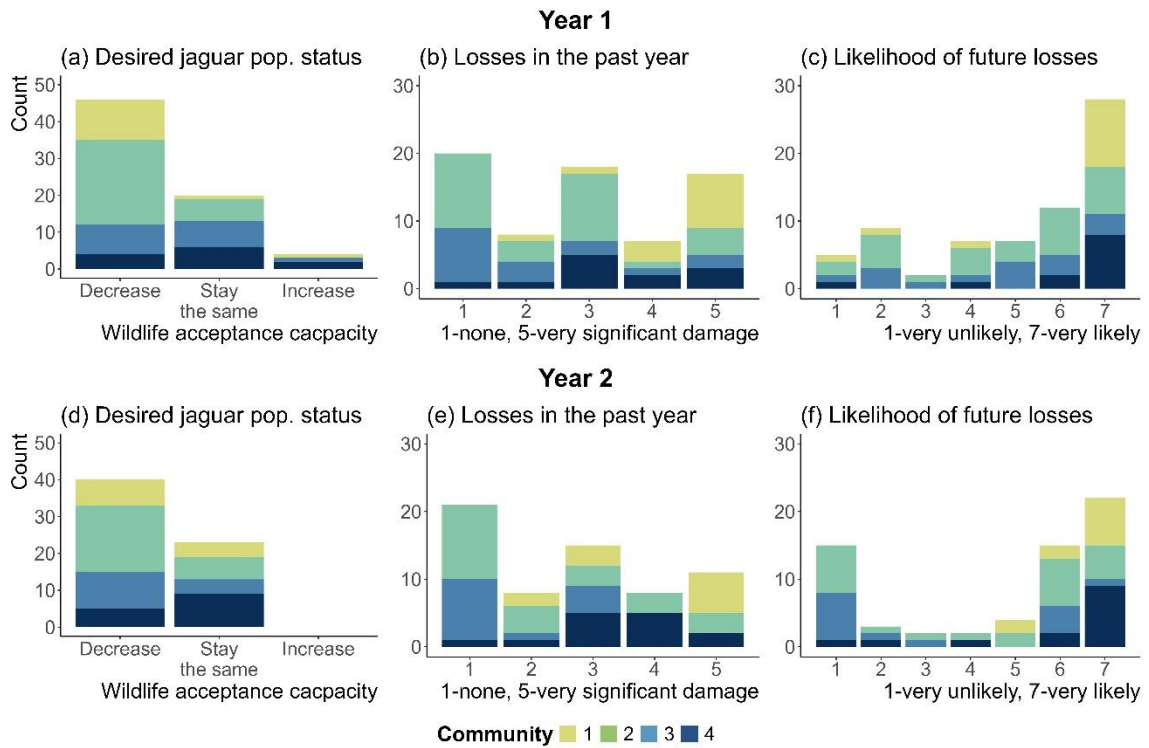 Year 1
(a) Desired jaguar pop. status
Count
50
40
30
20
10
0
Decrease
Stay
the same
Increase
Wildlife acceptance cacpacity
(b) Losses in the past year
30
20
10
0
1 2 3 4 5
1-none, 5-very significant damage
(c) Likelihood of future losses
30
20
10
0
1 2 3 4 5 6 7
1-very unlikely, 7-very likely
Year 2
(d) Desired jaguar pop. status
Count
50
40
30
20
10
0
Decrease
Stay
the same
Increase
Wildlife acceptance cacpacity
(e) Losses in the past year
30
20
10
0
1 2 3 4 5
1-none, 5-very significant damage
(f) Likelihood of future losses
30
20
10
0
1 2 3 4 5 6 7
1-very unlikely, 7-very likely
Community 1 2 3 4